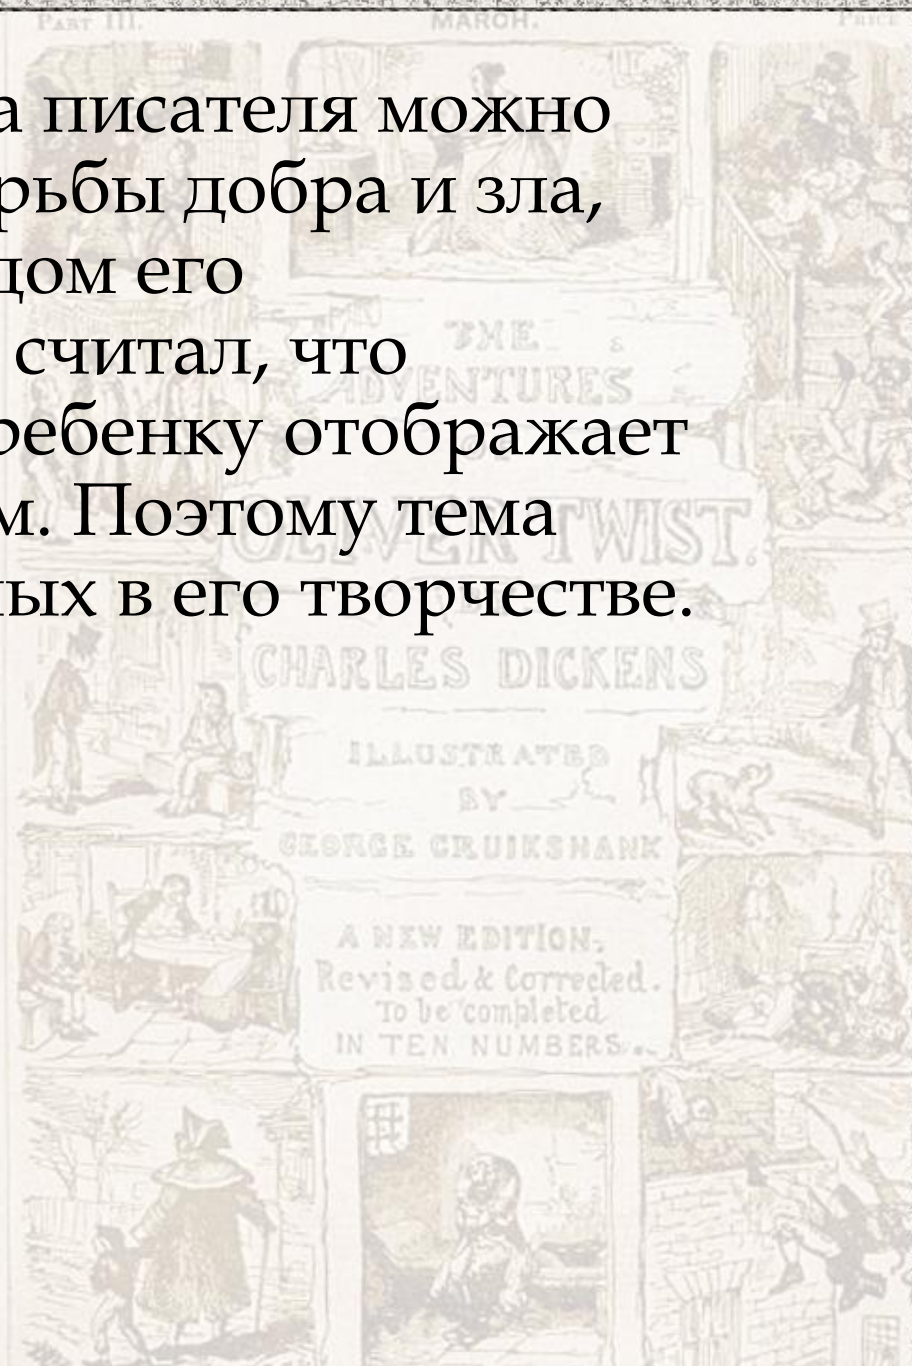 PART III. MARCH. PRICE
а писателя можно
рьбы добра и зла,
дом его
считал, что
ребенку отображает
м. Поэтому тема
ых в его творчестве.
THE
ADVENTURES
OLIVER TWIST.
CHARLES DICKENS
ILLUSTRATED
BY
GEORGE CRUIKSHANK
A NEW EDITION,
Revised & Corrected.
To be completed
IN TEN NUMBERS.